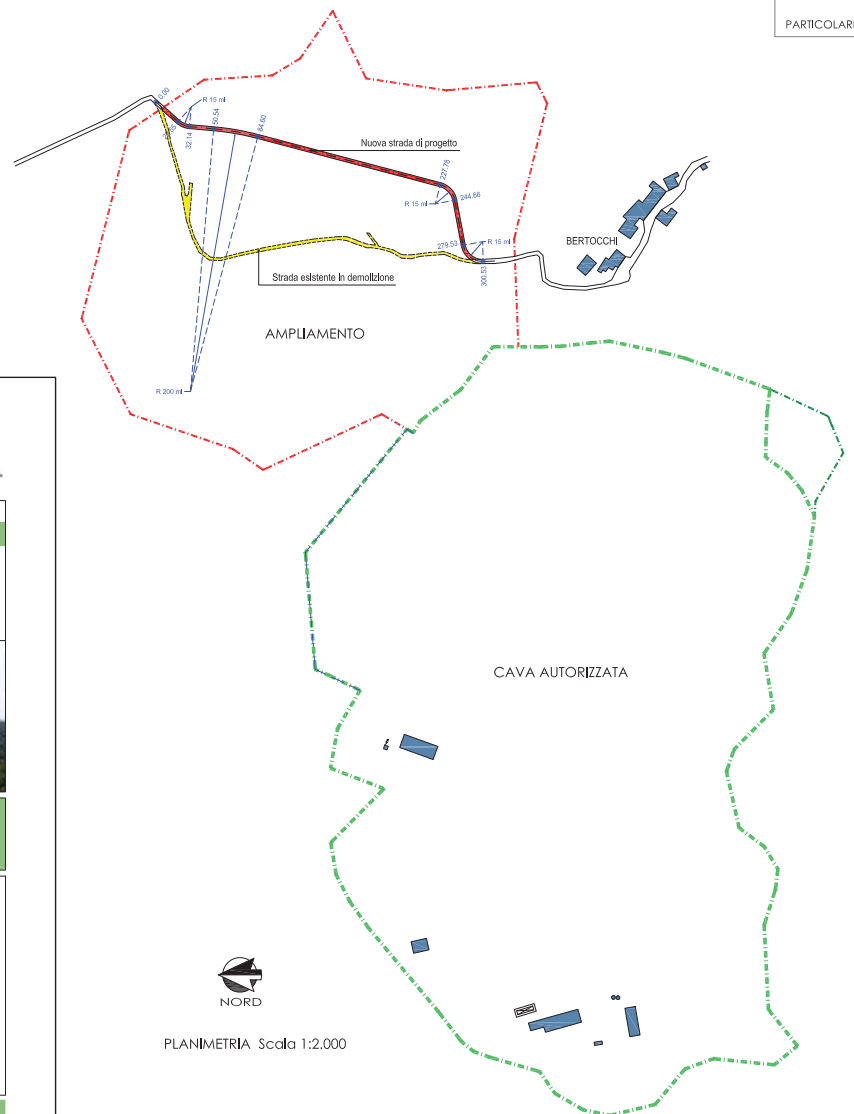 PARTICOLARI
0.00
R 15 ml
32.14
50.54
84.60
Nuova strada di progetto
227.78
244.66
R 15 ml
279.53
R 15 ml
300.53
BERTOCCHI
Strada esistente in demolizione
AMPLIAMENTO
R 200 ml
CAVA AUTORIZZATA
NORD
PLANIMETRIA Scala 1:2.000